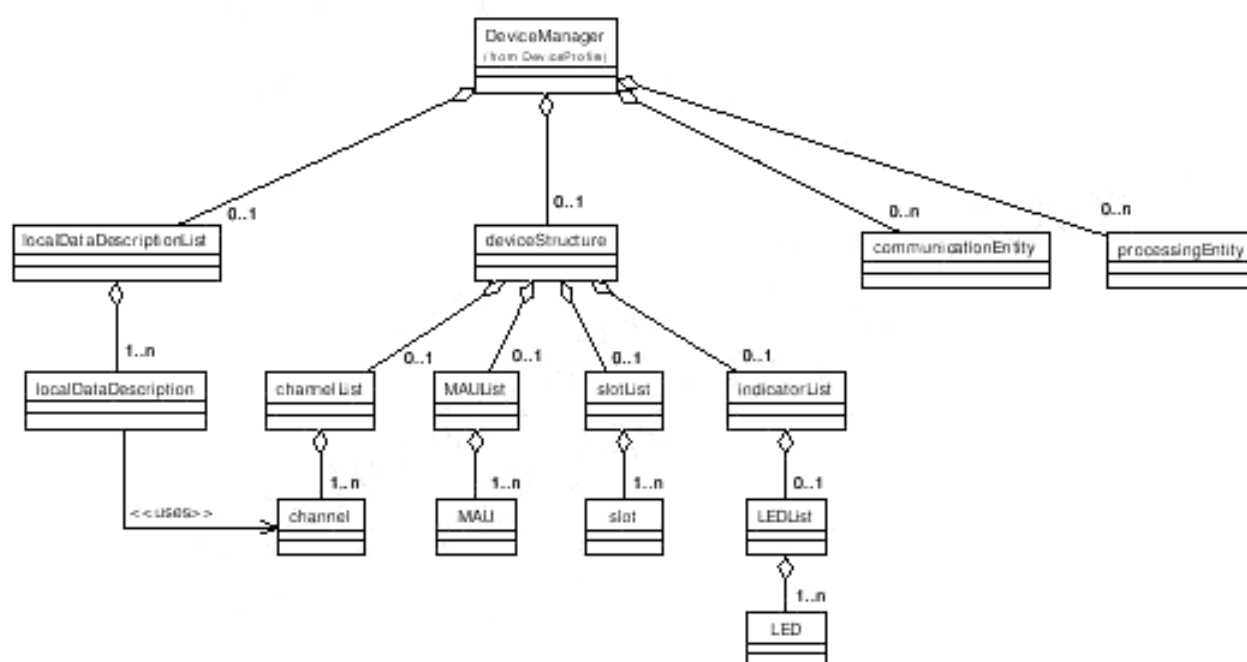 DeviceManager
(from DeviceProfile)
0..1
0..1
0..n
0..n
localDataDescriptionList
deviceStructure
communicationEntity
processingEntity
1..n
0..1
0..1
0..1
0..1
localDataDescription
channelList
MAUList
slotList
indicatorList
1..n
1..n
1..n
0..1
<<uses>>
channel
MAU
slot
LEDList
1..n
LED